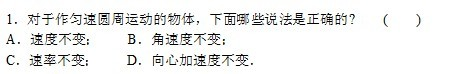 1．对于作匀速圆周运动的物体，下面哪些说法是正确的？ （ ）
A．速度不变； B．角速度不变；
C．速率不变； D．向心加速度不变．